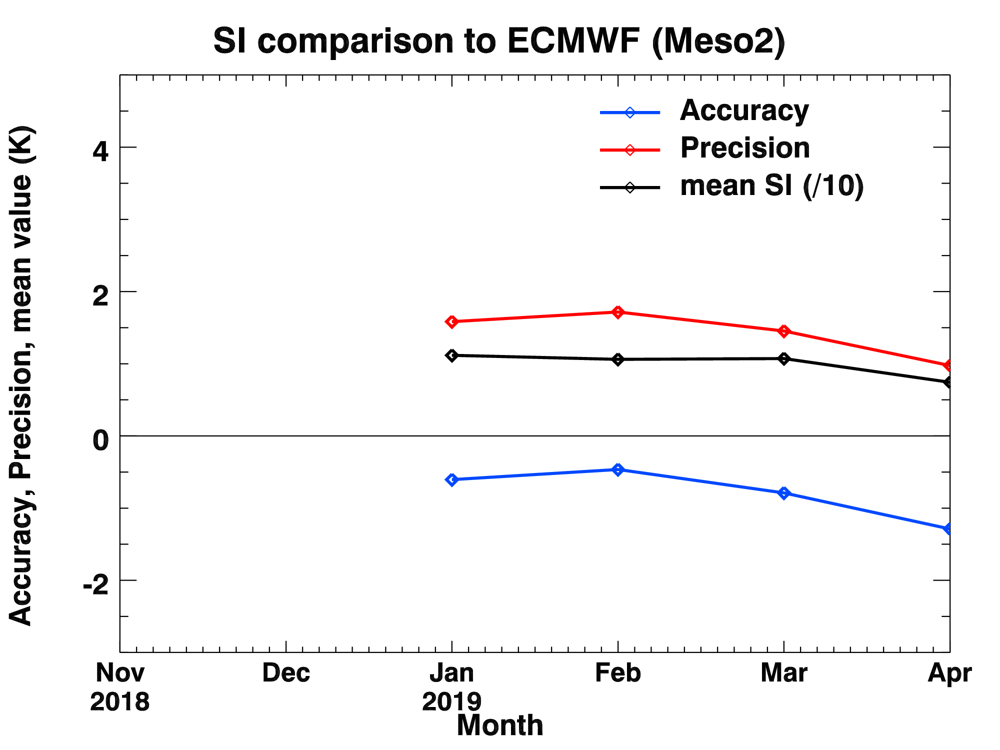 SI comparison to ECMWF (Meso2)
Accuracy
Precision
mean SI (/10)
Accuracy, Precision, mean value (K)
4
2
0
-2
Nov Dec Jan Feb Mar Apr
2018 2019
Month